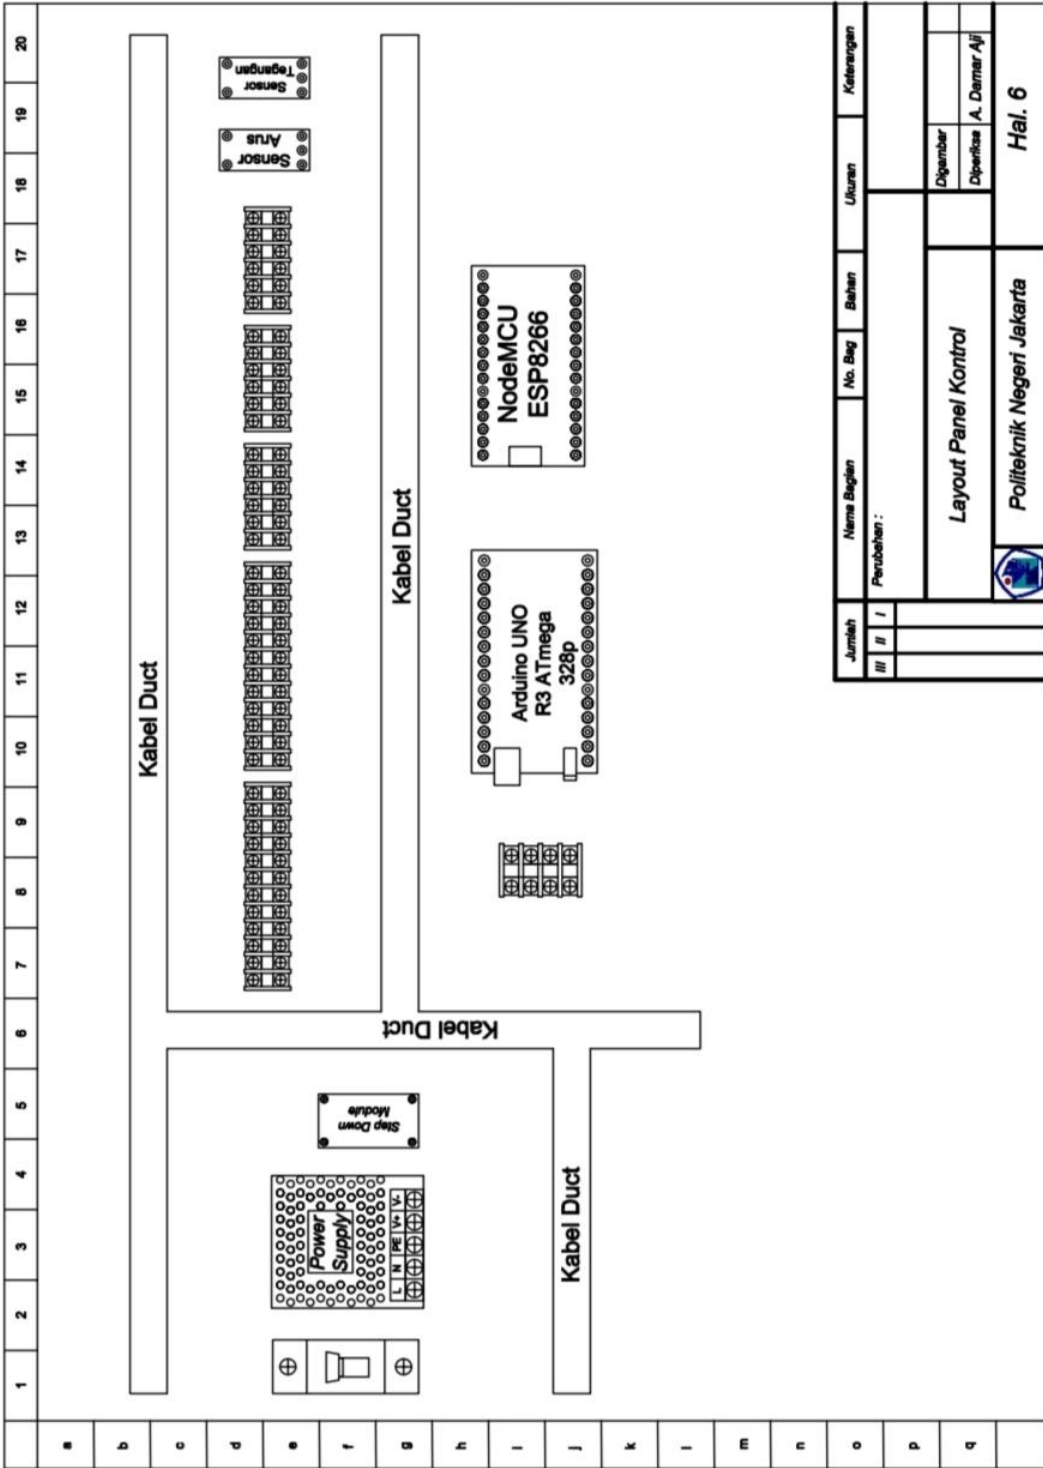 1 2 3 4 5 6 7 8 9 10 11 12 13 14 15 16 17 18 19 20
a
b
c
d
e
f
g
h
i
j
k
l
m
n
o
p
q
Kabel Duct
Sensor
Arus
Sensor
Tegangan
Power
Supply
L N PE V+ V-
Step Down
Module
Kabel Duct
Kabel Duct
Kabel Duct
Arduino UNO
R3 ATmega
328p
NodeMCU
ESP8266
Jumlah Nama Bagian No. Bag Bahan Ukuran Keterangan
III II I Perubahan :
Layout Panel Kontrol
Digambar
Diperiksa A. Damar Aji
Politeknik Negeri Jakarta
Hal. 6